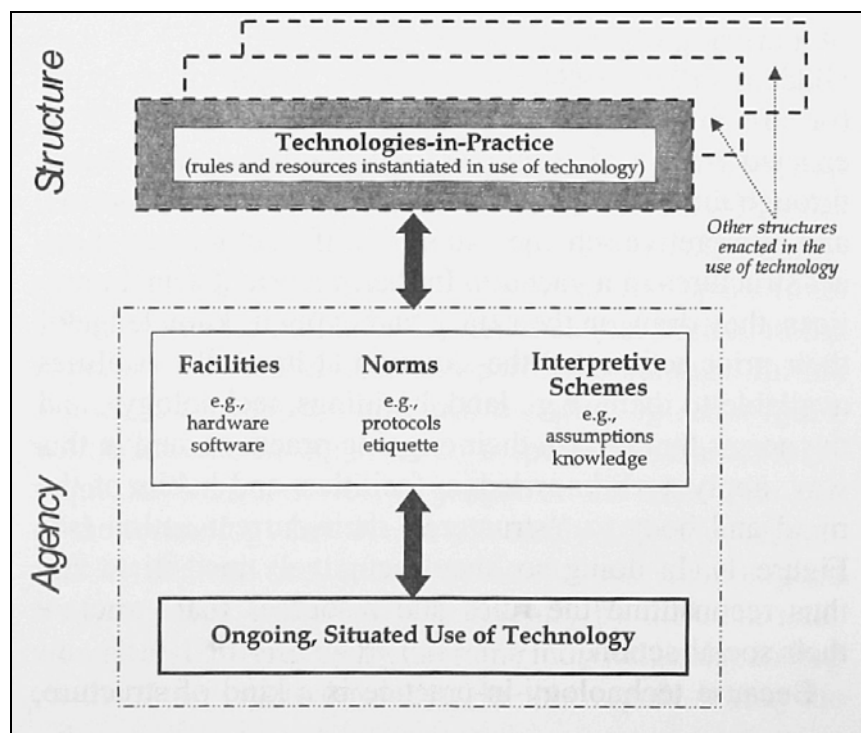 Structure
Technologies-in-Practice
(rules and resources instantiated in use of technology)
Other structures
enacted in the
use of technology
Agency
Facilities
e.g.,
hardware
software
Norms
e.g.,
protocols
etiquette
Interpretive
Schemes
e.g.,
assumptions
knowledge
Ongoing, Situated Use of Technology